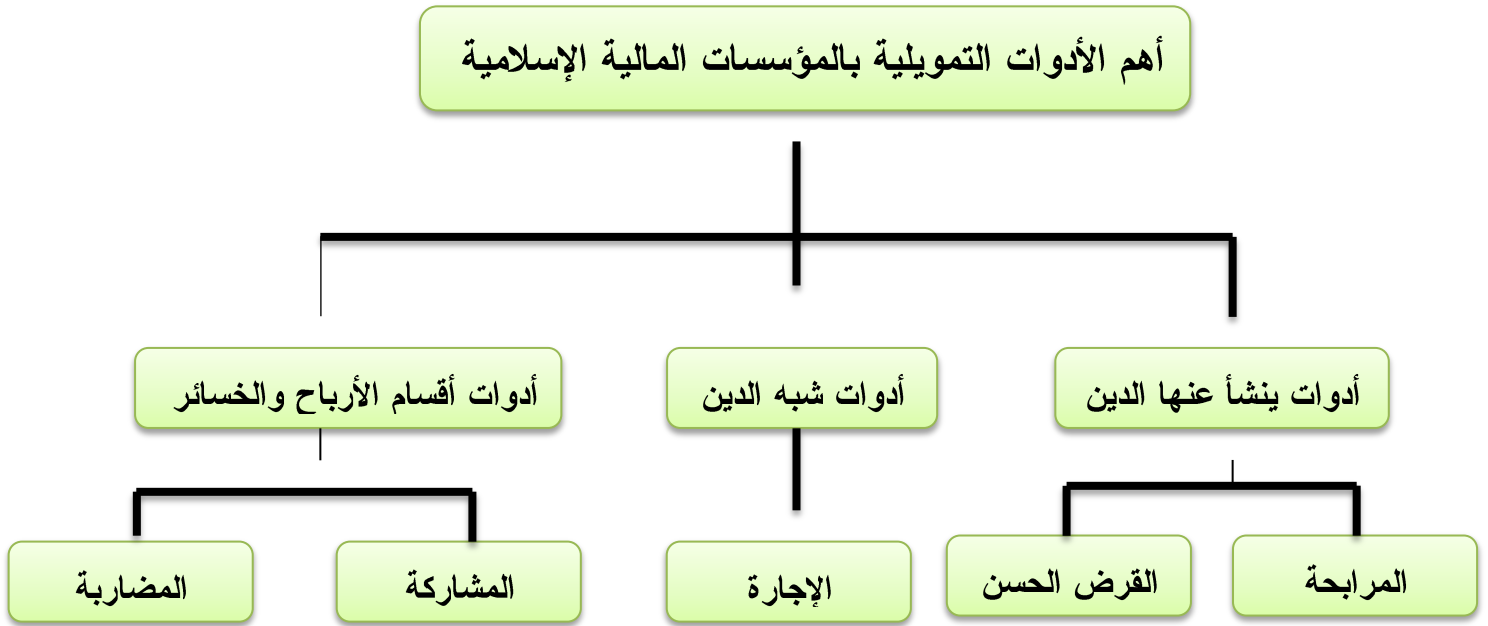 أهم الأدوات التمويلية بالمؤسسات المالية الإسلامية
أدوات ينشأ عنها الدين
أدوات شبه الدين
أدوات أقسام الأرباح والخسائر
المرابحة
القرض الحسن
الإجارة
المشاركة
المضاربة